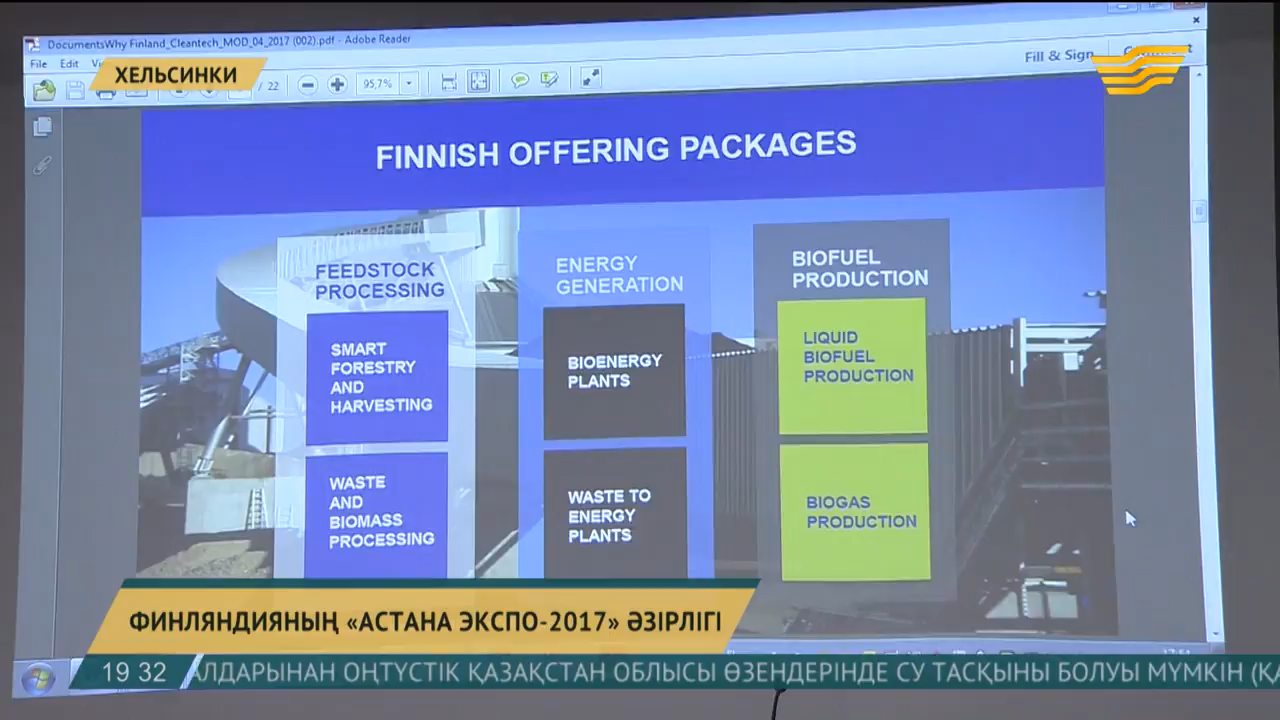 DocumentsWhy Finland_Cleantech_MOD_04_2017 (002).pdf - Adobe Reader
File Edit
Fill & Sign
ХЕЛЬСИНКИ
/ 22
95,7%
FINNISH OFFERING PACKAGES
FEEDSTOCK
PROCESSING
SMART
FORESTRY
AND
HARVESTING
WASTE
AND
BIOMASS
PROCESSING
ENERGY
GENERATION
BIOENERGY
PLANTS
WASTE TO
ENERGY
PLANTS
BIOFUEL
PRODUCTION
LIQUID
BIOFUEL
PRODUCTION
BIOGAS
PRODUCTION
ФИНЛЯНДИЯНЫҢ «АСТАНА ЭКСПО-2017» ӘЗІРЛІГІ
19 32
АЛДАРЫНАН ОҢТҮСТІК ҚАЗАҚСТАН ОБЛЫСЫ ӨЗЕНДЕРІНДЕ СУ ТАСҚЫНЫ БОЛУЫ МҮМКІН (ҚА